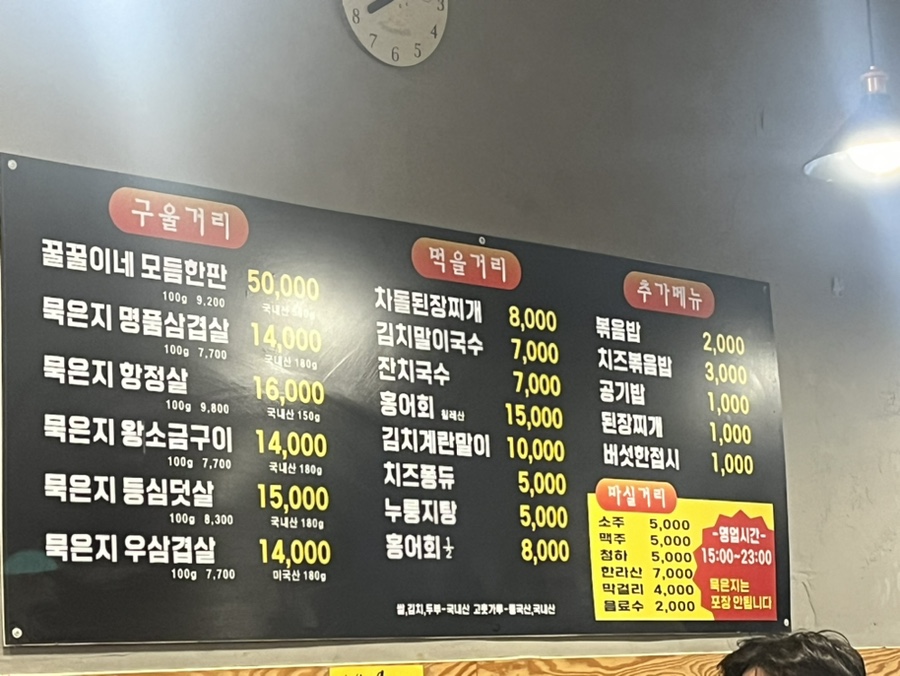 8 7 6 5 4 3
구울거리
꿀꿀이네 모듬한판 50,000
100g 9,200 국내산
묵은지 명품삼겹살 14,000
100g 7,700 국내산 180g
묵은지 항정살 16,000
100g 9,800 국내산 150g
묵은지 왕소금구이 14,000
100g 7,700 국내산 180g
묵은지 등심덧살 15,000
100g 8,300 국내산 180g
묵은지 우삼겹살 14,000
100g 7,700 미국산 180g
먹을거리
차돌된장찌개 8,000
김치말이국수 7,000
잔치국수 7,000
홍어회 칠레산 15,000
김치계란말이 10,000
치즈퐁듀 5,000
누룽지탕 5,000
홍어회½ 8,000
쌀,김치,두부-국내산 고춧가루-중국산,국내산
추가메뉴
볶음밥 2,000
치즈볶음밥 3,000
공기밥 1,000
된장찌개 1,000
버섯한접시 1,000
마실거리
소주 5,000
맥주 5,000
청하 5,000
한라산 7,000
막걸리 4,000
음료수 2,000
-영업시간-
15:00~23:00
묵은지는
포장 안됩니다